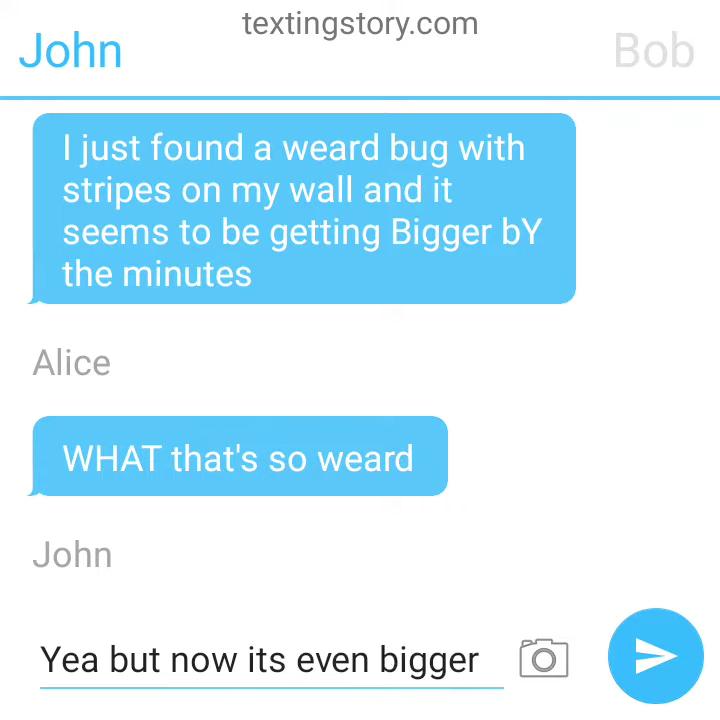 textingstory.com
John
Bob
I just found a weard bug with
stripes on my wall and it
seems to be getting Bigger bY
the minutes
Alice
WHAT that's so weard
John
Yea but now its even bigger